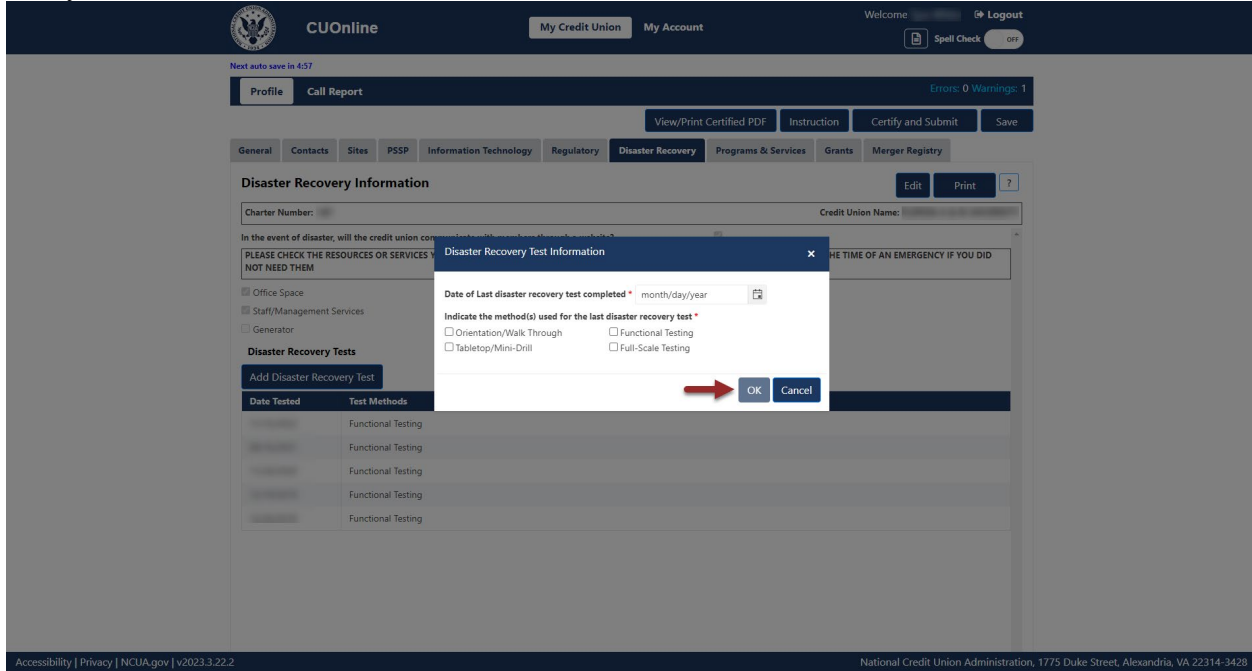 CUOnline
My Credit Union
My Account
Welcome
Logout
Spell Check OFF
Next auto save in 4:57
Profile Call Report
Errors: 0 Warnings: 1
View/Print Certified PDF Instruction Certify and Submit Save
General Contacts Sites PSSP Information Technology Regulatory Disaster Recovery Programs & Services Grants Merger Registry
Disaster Recovery Information
Edit Print ?
Charter Number:
Credit Union Name:
In the event of disaster, will the credit union communicate with members through a website?
PLEASE CHECK THE RESOURCES OR SERVICES Y
HE TIME OF AN EMERGENCY IF YOU DID
NOT NEED THEM
Office Space
Staff/Management Services
Generator
Disaster Recovery Tests
Add Disaster Recovery Test
Date Tested Test Methods
Functional Testing
Functional Testing
Functional Testing
Functional Testing
Functional Testing
Disaster Recovery Test Information ×
Date of Last disaster recovery test completed * month/day/year
Indicate the method(s) used for the last disaster recovery test *
Orientation/Walk Through Functional Testing
Tabletop/Mini-Drill Full-Scale Testing
OK Cancel
Accessibility | Privacy | NCUA.gov | v2023.3.22.2
National Credit Union Administration, 1775 Duke Street, Alexandria, VA 22314-3428